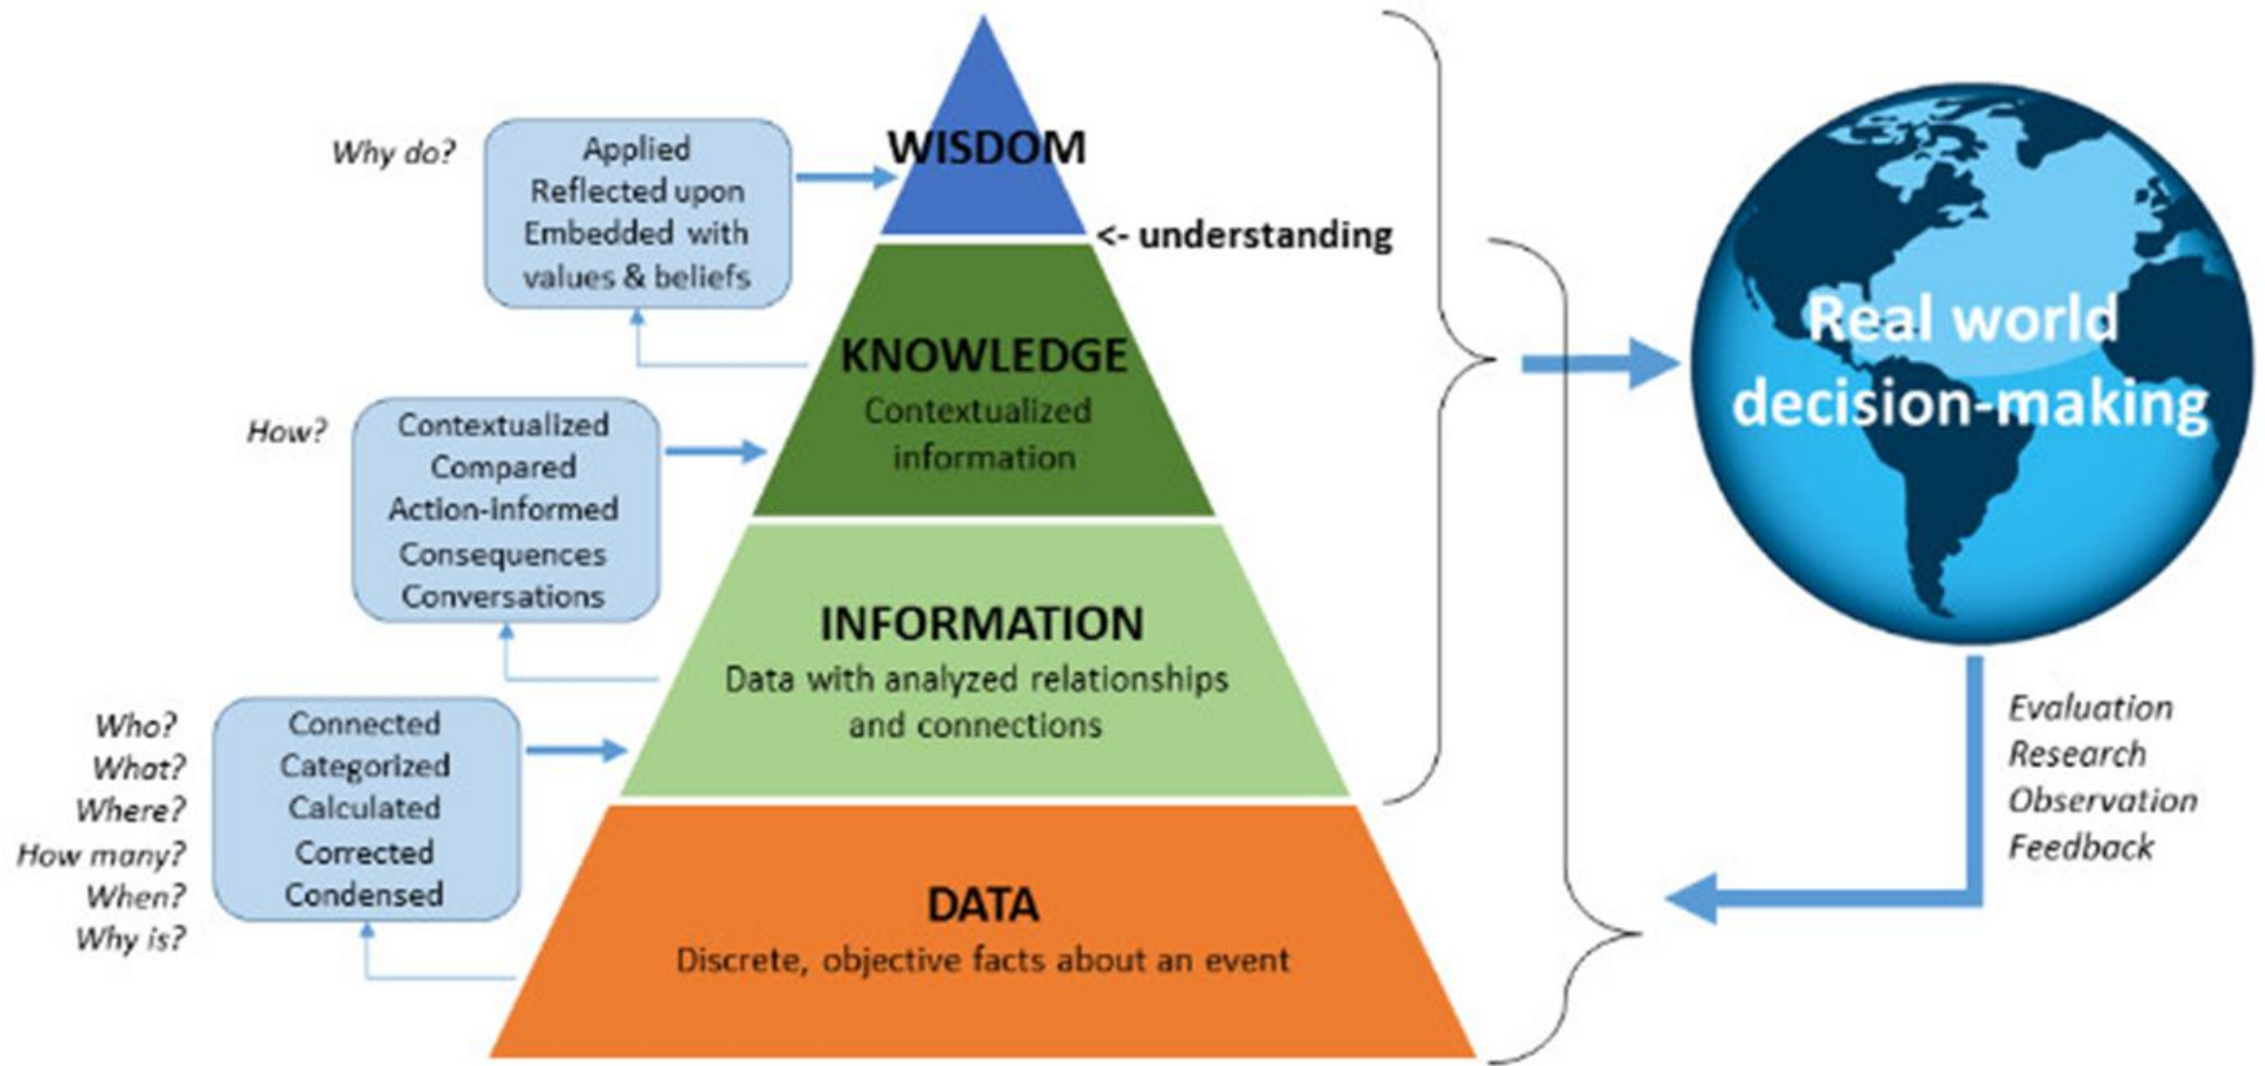 WISDOM
<- understanding
KNOWLEDGE
Contextualized
information
INFORMATION
Data with analyzed relationships
and connections
DATA
Discrete, objective facts about an event
Why do?
Applied
Reflected upon
Embedded with
values & beliefs
How?
Contextualized
Compared
Action-informed
Consequences
Conversations
Who?
What?
Where?
How many?
When?
Why is?
Connected
Categorized
Calculated
Corrected
Condensed
Real world
decision-making
Evaluation
Research
Observation
Feedback